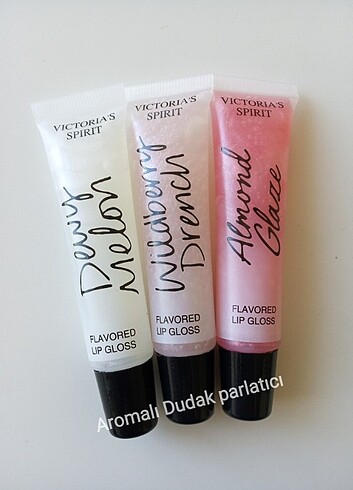 VICTORIA'S
SPIRIT
Dewy
Melon
FLAVORED
LIP GLOSS
VICTORIA'S
SPIRIT
Wildberry
Drench
FLAVORED
LIP GLOSS
VICTORIA'S
SPIRIT
Almond
Glaze
FLAVORED
LIP GLOSS
Aromalı Dudak parlatıcı